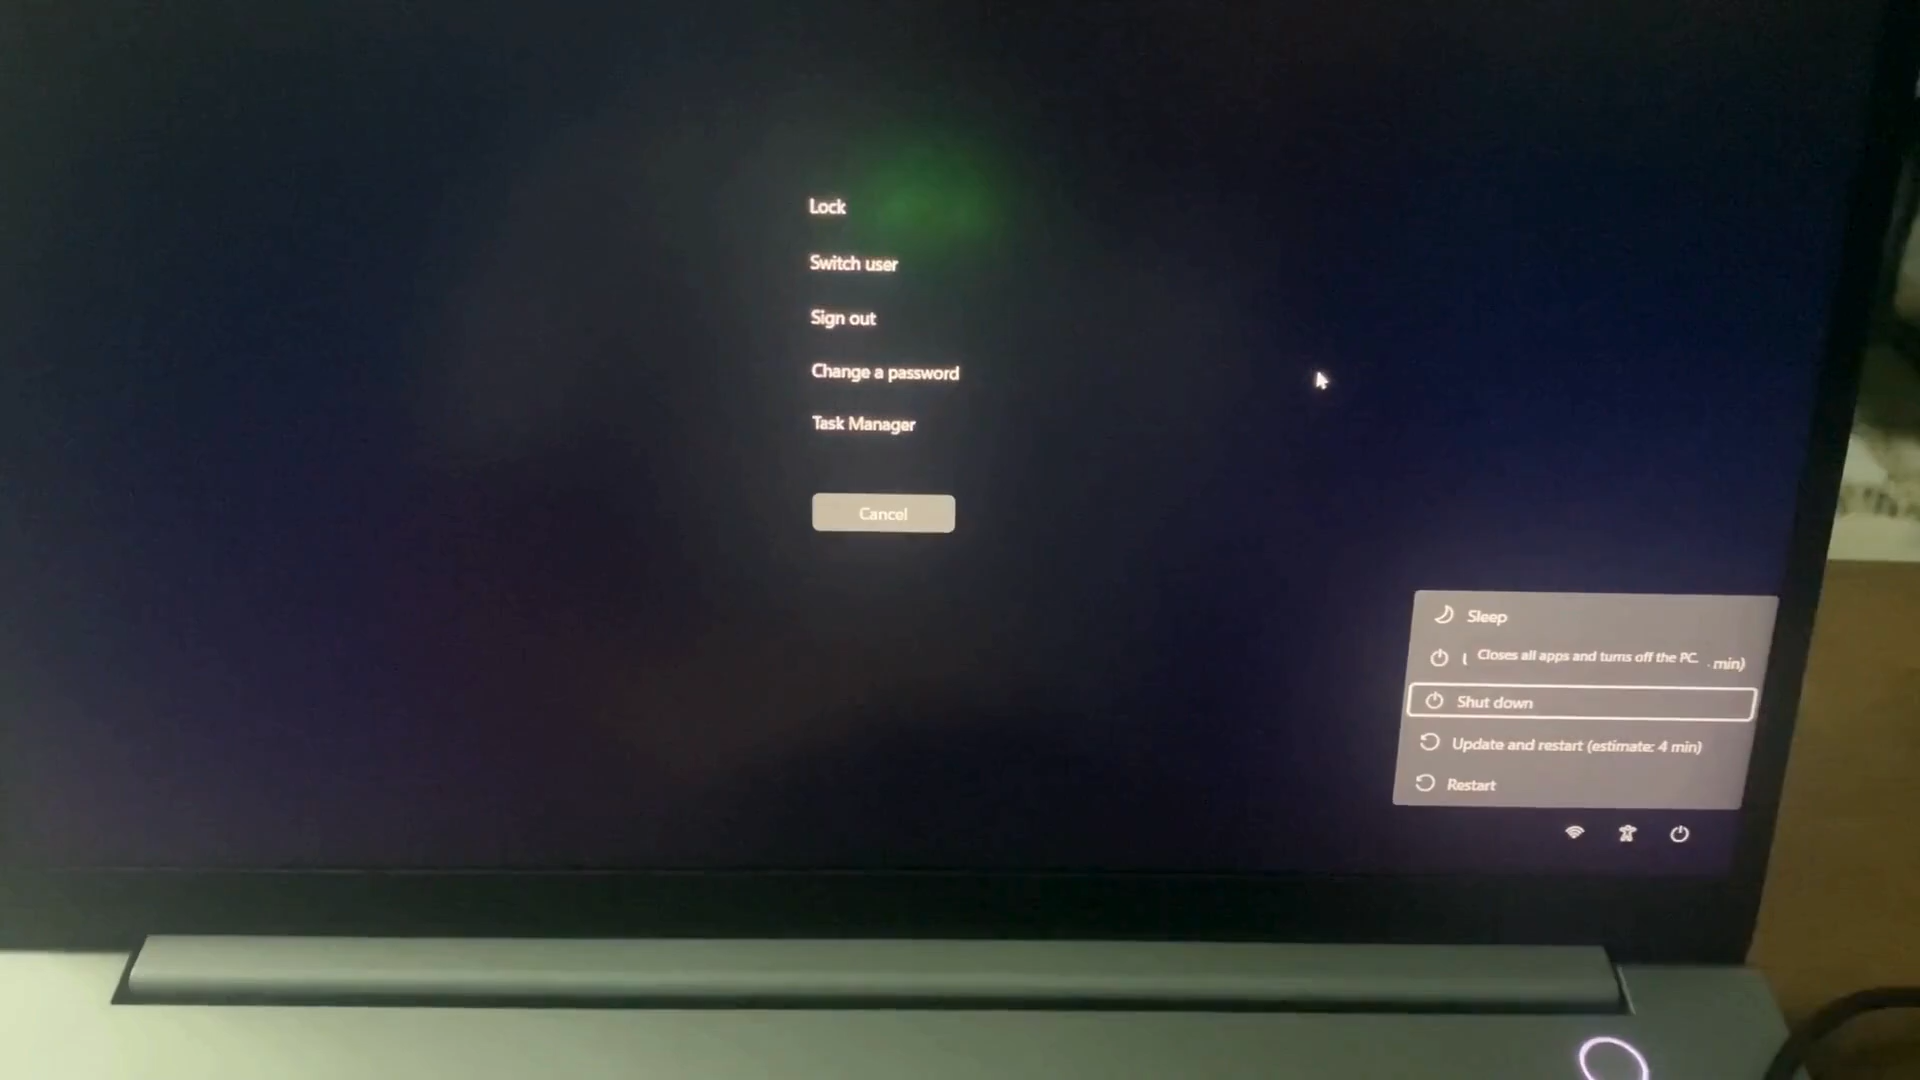 Lock
Switch user
Sign out
Change a password
Task Manager
Cancel
Sleep
Closes all apps and turns off the PC.
min)
Shut down
Update and restart (estimate: 4 min)
Restart